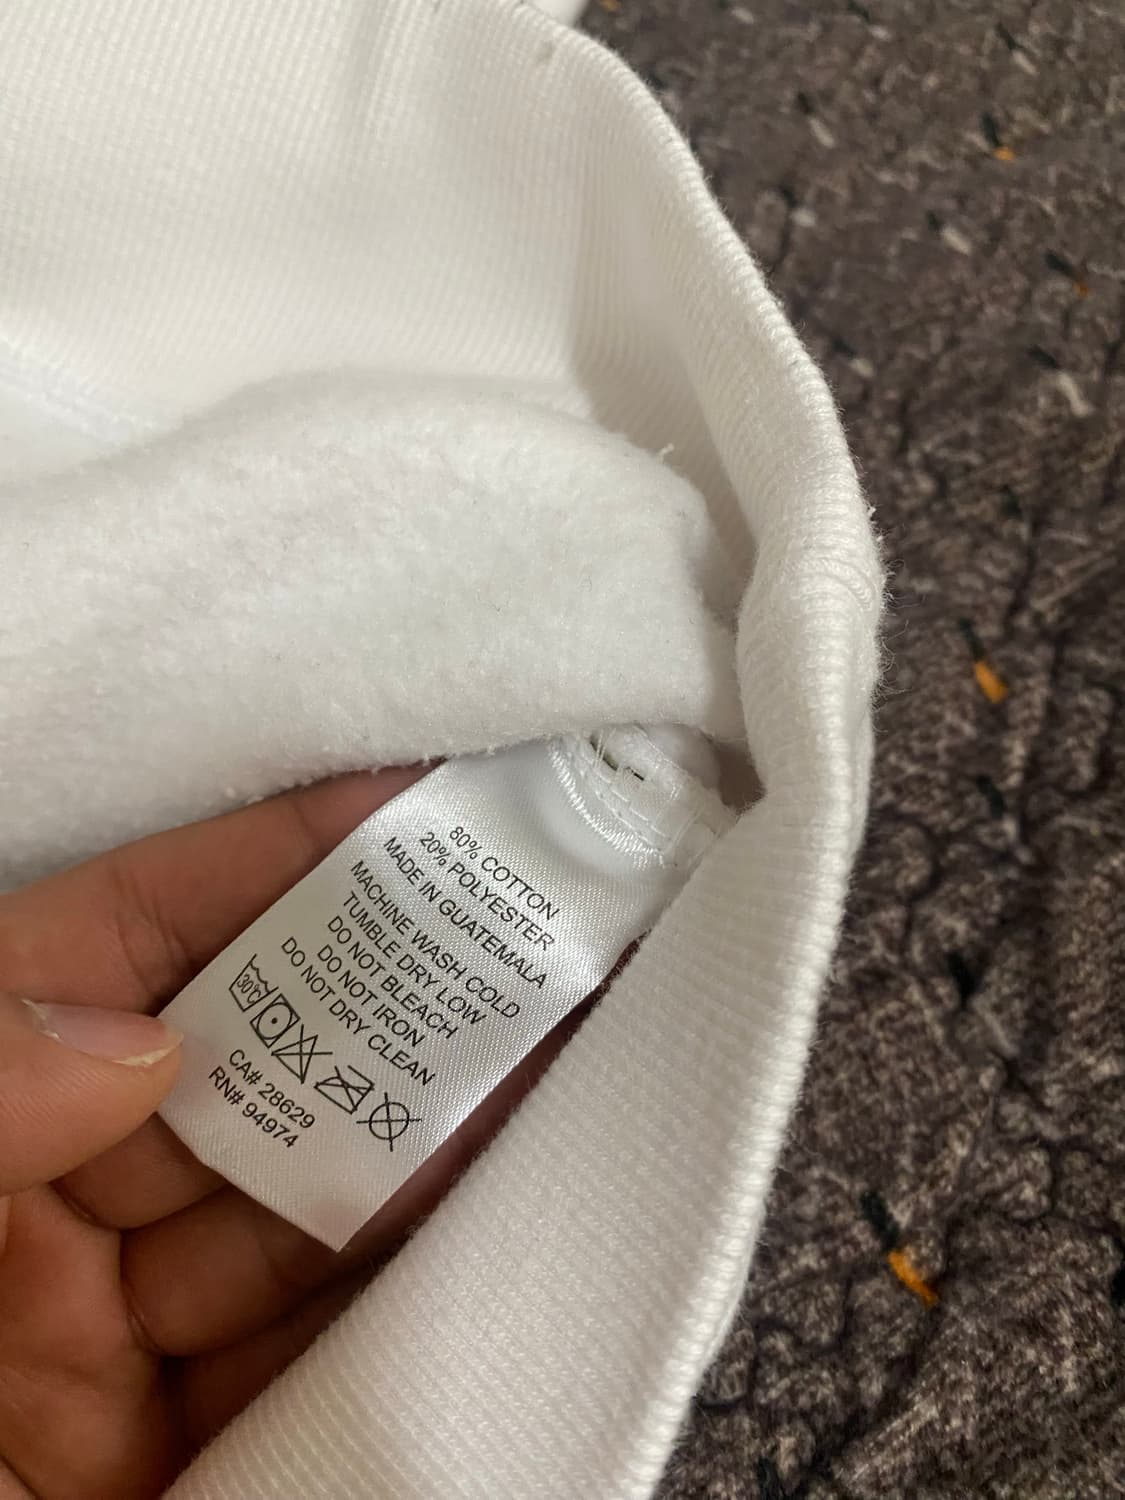 80% COTTON
20% POLYESTER
MADE IN GUATEMALA
MACHINE WASH COLD
TUMBLE DRY LOW
DO NOT BLEACH
DO NOT IRON
DO NOT DRY CLEAN
30°C
CA# 28629
RN# 94974